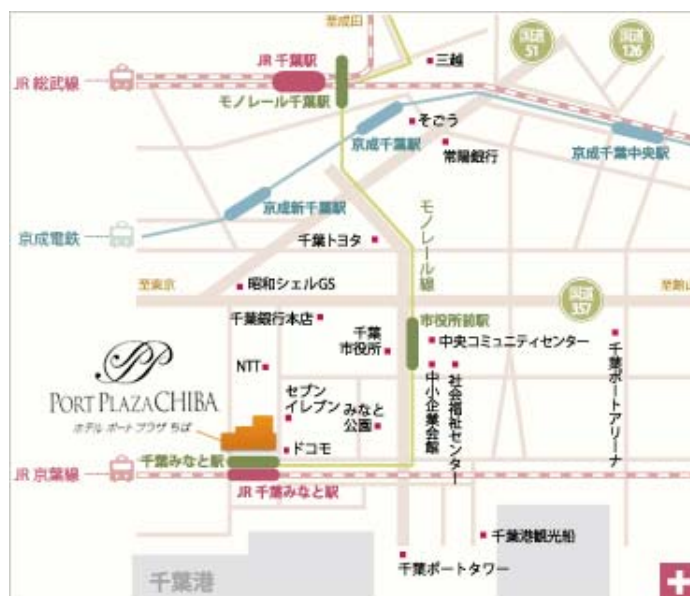 至成田
国道
51
国道
126
JR 千葉駅
三越
JR 総武線
モノレール千葉駅
そごう
京成千葉駅
常陽銀行
京成千葉中央駅
京成新千葉駅
モノレール線
京成電鉄
千葉トヨタ
至東京
昭和シェルGS
国道
357
至館山
千葉銀行本店
市役所前駅
千葉
市役所
中央コミュニティセンター
千葉ポートアリーナ
NTT
中小企業会館
社会福祉センター
PORT PLAZA CHIBA
ホテル ポートプラザ ちば
セブン
イレブン
みなと
公園
ドコモ
千葉みなと駅
JR 京葉線
JR 千葉みなと駅
千葉港観光船
千葉ポートタワー
千葉港